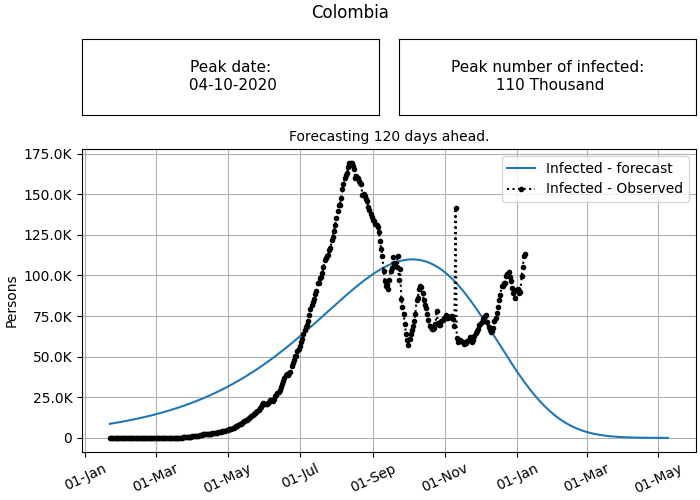 Colombia
Peak date:
04-10-2020
Peak number of infected:
110 Thousand
Forecasting 120 days ahead.
175.0K
150.0K
125.0K
100.0K
75.0K
50.0K
25.0K
0
Persons
Infected - forecast
Infected - Observed
01-Jan
01-Mar
01-May
01-Jul
01-Sep
01-Nov
01-Jan
01-Mar
01-May